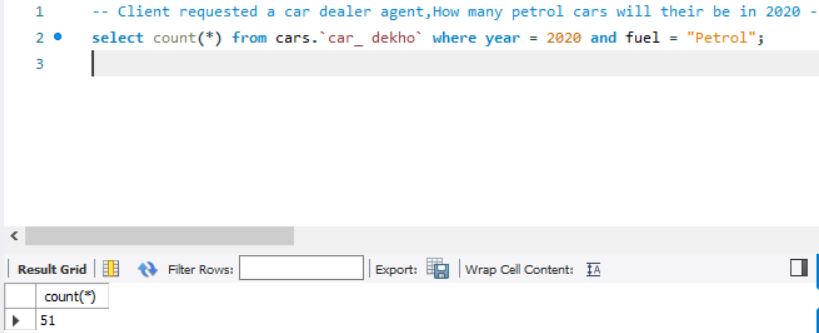 1 -- Client requested a car dealer agent,How many petrol cars will their be in 2020 -
2 select count(*) from cars.`car_ dekho` where year = 2020 and fuel = "Petrol";
3
Result Grid Filter Rows: Export: Wrap Cell Content: IA
count(*)
51